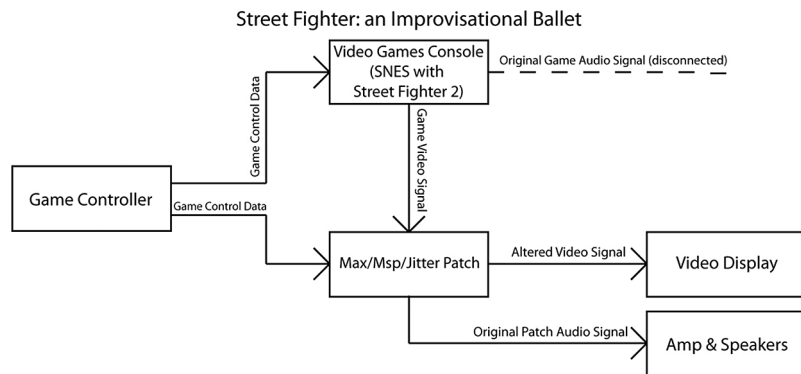 Street Fighter: an Improvisational Ballet
Video Games Console
(SNES with
Street Fighter 2)
Original Game Audio Signal (disconnected)
Game Control Data
Game Video Signal
Game Controller
Game Control Data
Max/Msp/Jitter Patch
Altered Video Signal
Video Display
Original Patch Audio Signal
Amp & Speakers